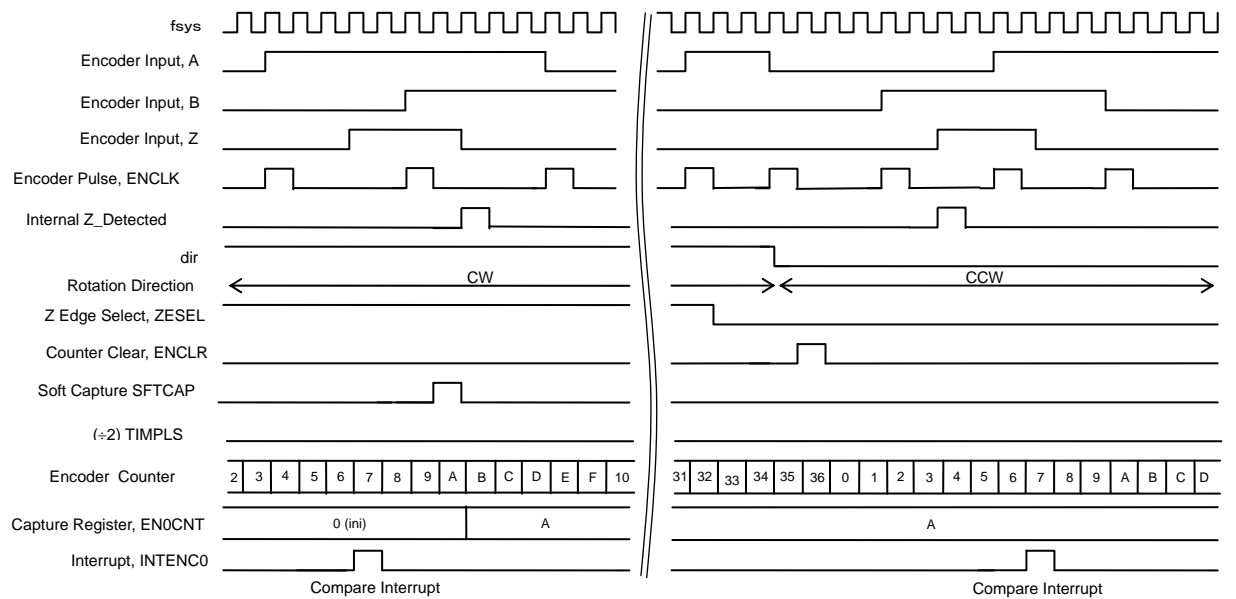 fsys
Encoder Input, A
Encoder Input, B
Encoder Input, Z
Encoder Pulse, ENCLK
Internal Z_Detected
dir
Rotation Direction CW CCW
Z Edge Select, ZESEL
Counter Clear, ENCLR
Soft Capture SFTCAP
(÷2) TIMPLS
Encoder Counter 2 3 4 5 6 7 8 9 A B C D E F 10 31 32 33 34 35 36 0 1 2 3 4 5 6 7 8 9 A B C D
Capture Register, EN0CNT 0 (ini) A A
Interrupt, INTENC0
Compare Interrupt Compare Interrupt